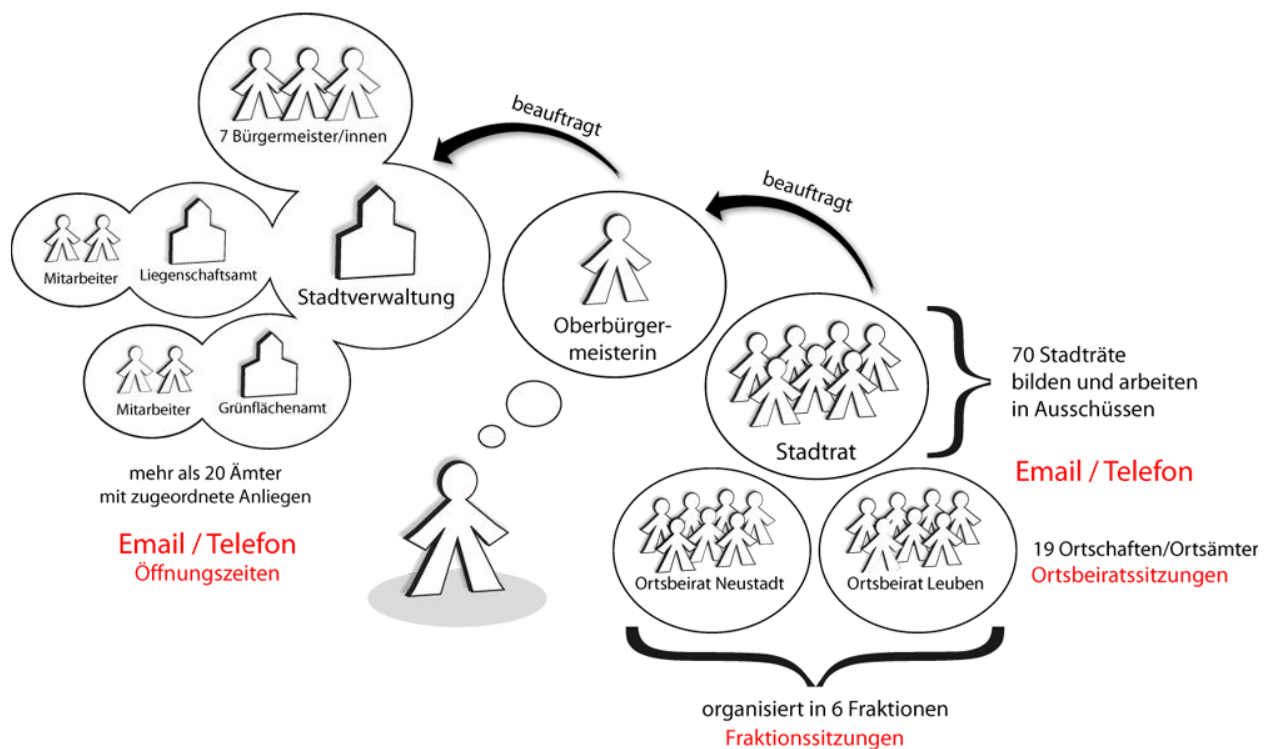 7 Bürgermeister/innen
beauftragt
beauftragt
Mitarbeiter
Liegenschaftsamt
Stadtverwaltung
Oberbürger-
meisterin
Mitarbeiter
Grünflächenamt
mehr als 20 Ämter
mit zugeordnete Anliegen
Email / Telefon
Öffnungszeiten
Stadtrat
70 Stadträte
bilden und arbeiten
in Ausschüssen
Email / Telefon
Ortsbeirat Neustadt
Ortsbeirat Leuben
19 Ortschaften/Ortsämter
Ortsbeiratssitzungen
organisiert in 6 Fraktionen
Fraktionssitzungen